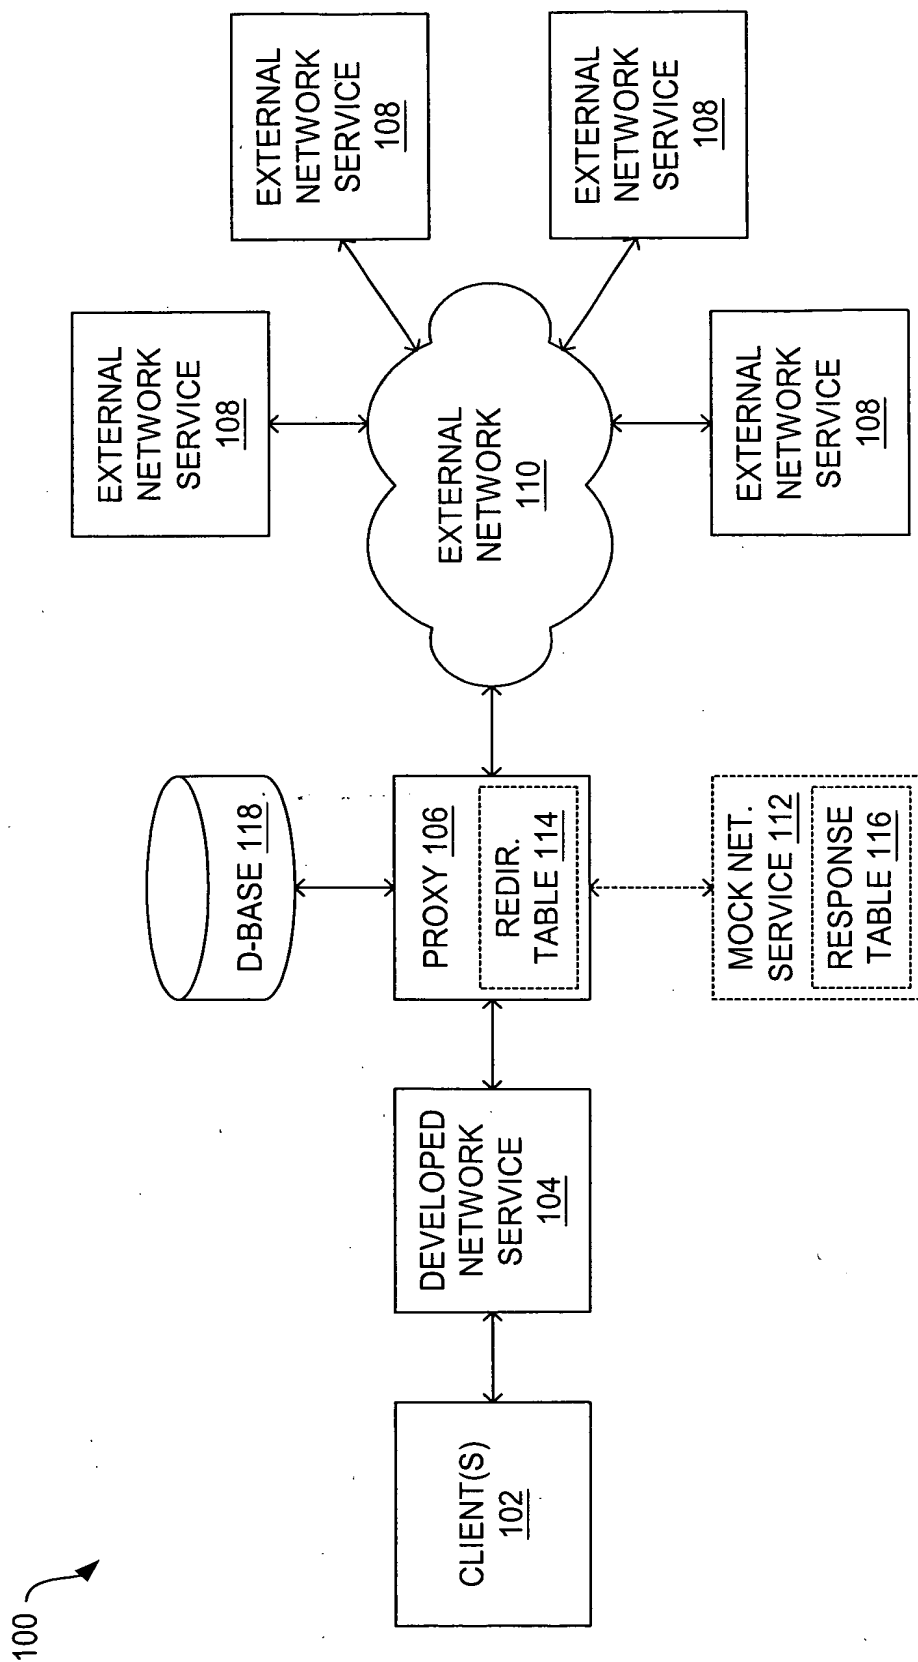 100
CLIENT(S)
102
DEVELOPED
NETWORK
SERVICE
104
D-BASE 118
PROXY 106
REDIR.
TABLE 114
MOCK NET.
SERVICE 112
RESPONSE
TABLE 116
EXTERNAL
NETWORK
110
EXTERNAL
NETWORK
SERVICE
108
EXTERNAL
NETWORK
SERVICE
108
EXTERNAL
NETWORK
SERVICE
108
EXTERNAL
NETWORK
SERVICE
108